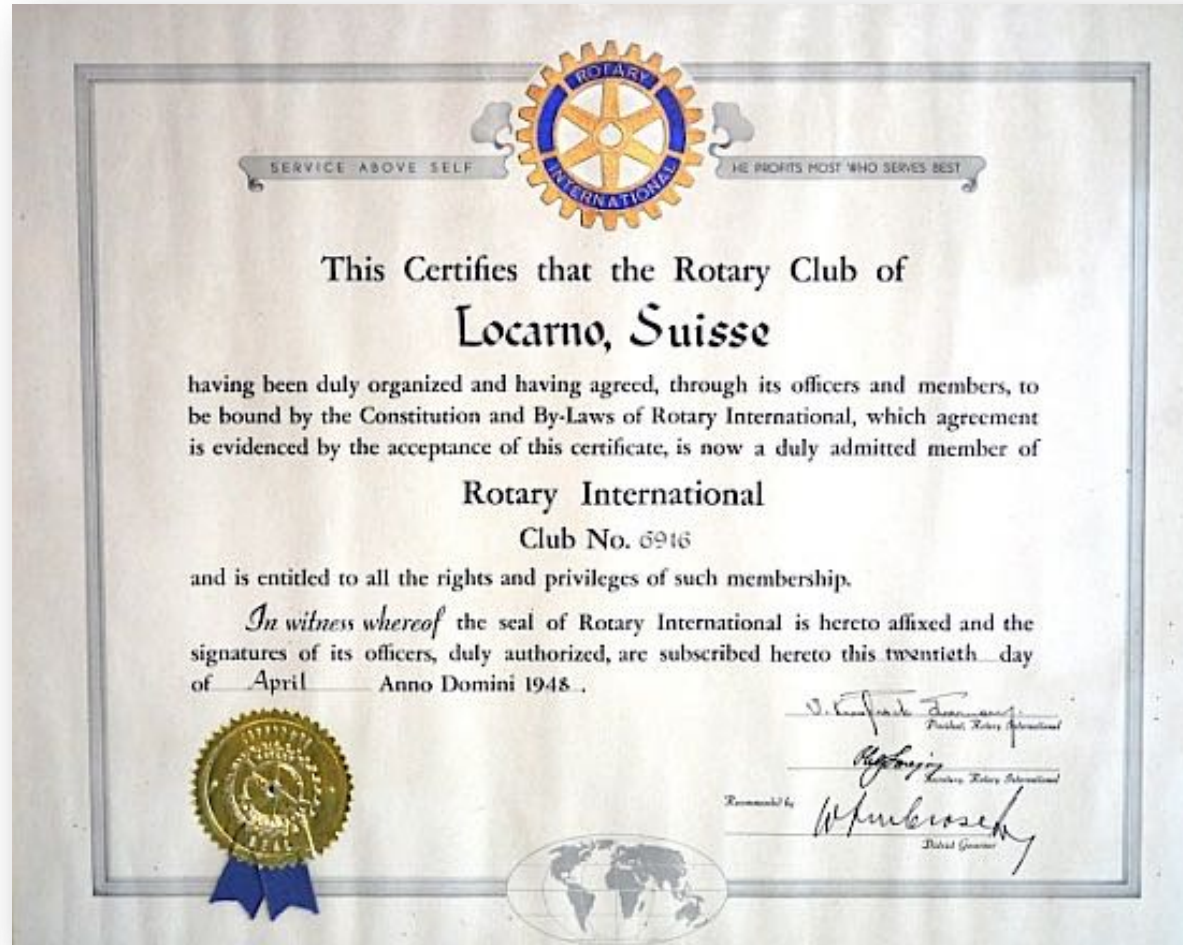 ROTARY
INTERNATIONAL
SERVICE ABOVE SELF
HE PROFITS MOST WHO SERVES BEST
This Certifies that the Rotary Club of
Locarno, Suisse
having been duly organized and having agreed, through its officers and members, to
be bound by the Constitution and By-Laws of Rotary International, which agreement
is evidenced by the acceptance of this certificate, is now a duly admitted member of
Rotary International
Club No. 6916
and is entitled to all the rights and privileges of such membership.
In witness whereof the seal of Rotary International is hereto affixed and the
signatures of its officers, duly authorized, are subscribed hereto this twentieth day
of April Anno Domini 1948.
President, Rotary International
Secretary, Rotary International
Recommended by
District Governor
SEAL